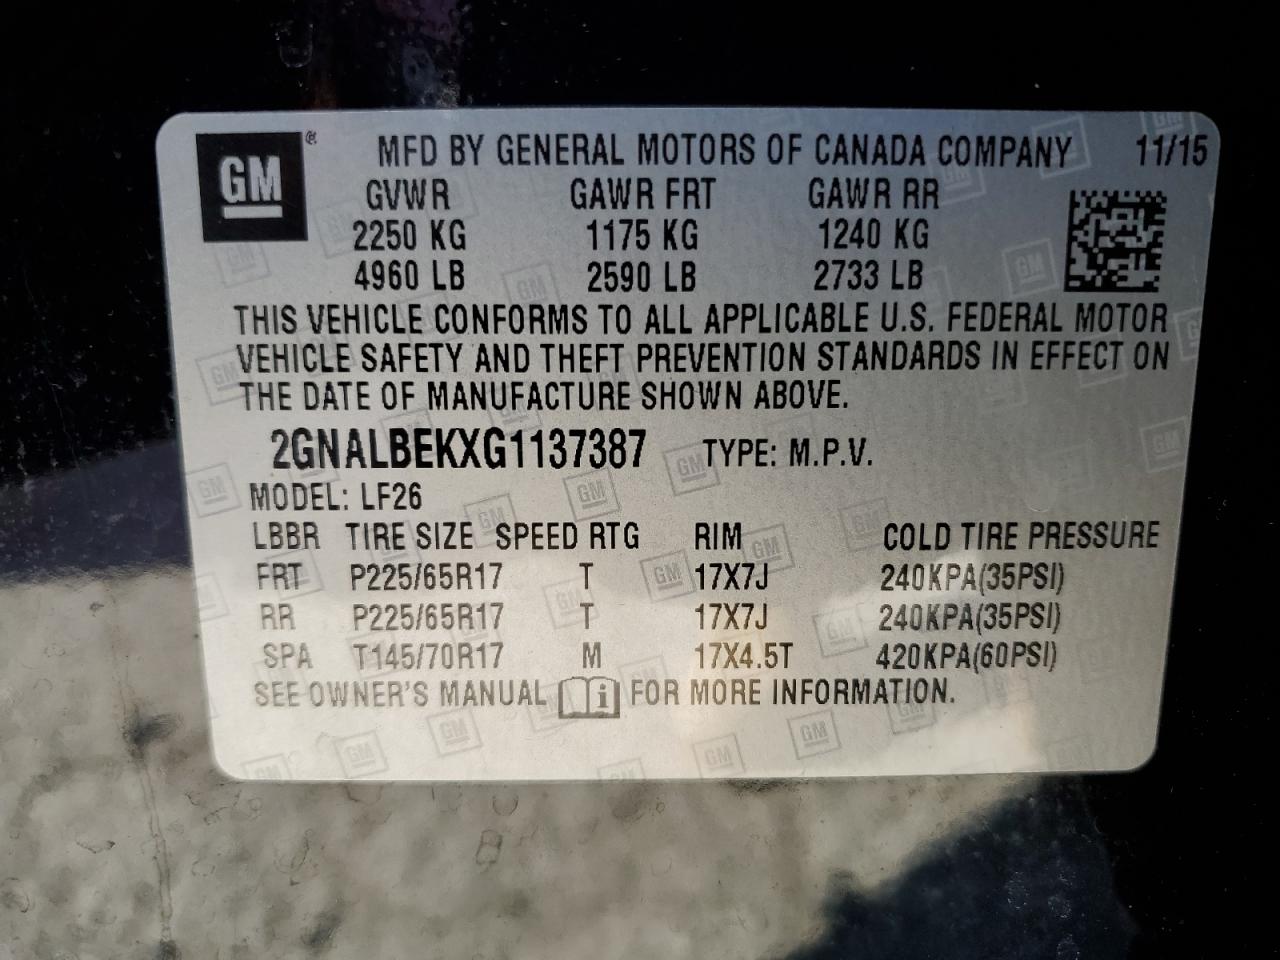 GM
MFD BY GENERAL MOTORS OF CANADA COMPANY 11/15
GVWR GAWR FRT GAWR RR
2250 KG 1175 KG 1240 KG
4960 LB 2590 LB 2733 LB
THIS VEHICLE CONFORMS TO ALL APPLICABLE U.S. FEDERAL MOTOR
VEHICLE SAFETY AND THEFT PREVENTION STANDARDS IN EFFECT ON
THE DATE OF MANUFACTURE SHOWN ABOVE.
2GNALBEKXG1137387 TYPE: M.P.V.
MODEL: LF26
LBBR TIRE SIZE SPEED RTG RIM COLD TIRE PRESSURE
FRT P225/65R17 T 17X7J 240KPA(35PSI)
RR P225/65R17 T 17X7J 240KPA(35PSI)
SPA T145/70R17 M 17X4.5T 420KPA(60PSI)
SEE OWNER'S MANUAL i FOR MORE INFORMATION.